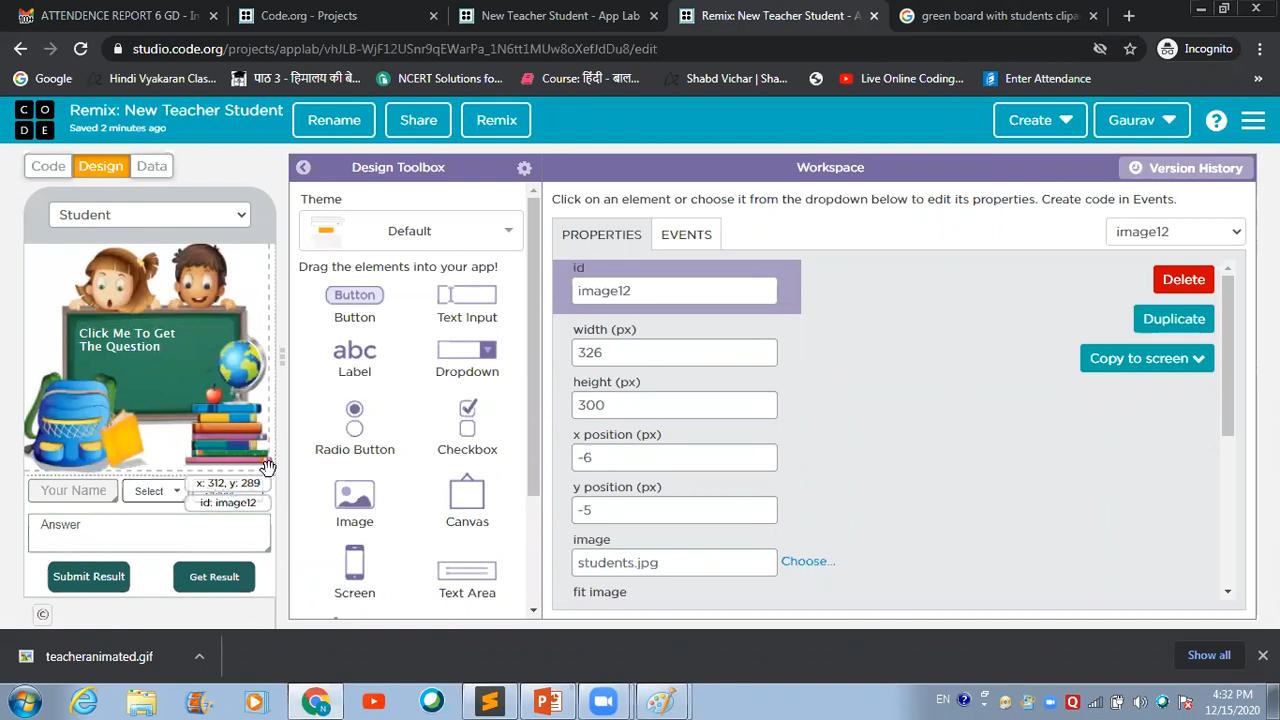 ATTENDENCE REPORT 6 GD - In
Code.org - Projects
New Teacher Student - App Lab
Remix: New Teacher Student - A
green board with students clipa
studio.code.org/projects/applab/vhJLB-WjF12USnr9qEWarPa_1N6tt1MUw8oXefJdDu8/edit
Incognito
Google
Hindi Vyakaran Clas...
पाठ 3 - हिमालय की बे...
NCERT Solutions fo...
Course: हिंदी - बाल...
Shabd Vichar | Sha...
Live Online Coding...
Enter Attendance
»
CODE
Remix: New Teacher Student
Saved 2 minutes ago
Rename
Share
Remix
Create
Gaurav
?
Code
Design
Data
Design Toolbox
Workspace
Version History
Student
Click Me To Get
The Question
Your Name
Select
x: 312, y: 289
id: image12
Answer
Submit Result
Get Result
©
Theme
Default
Drag the elements into your app!
Button
Button
Text Input
abc
Label
Dropdown
Radio Button
Checkbox
Image
Canvas
Screen
Text Area
Click on an element or choose it from the dropdown below to edit its properties. Create code in Events.
PROPERTIES
EVENTS
image12
id
image12
Delete
Duplicate
Copy to screen
width (px)
326
height (px)
300
x position (px)
-6
y position (px)
-5
image
students.jpg
Choose...
fit image
teacheranimated.gif
Show all
EN
4:32 PM
12/15/2020